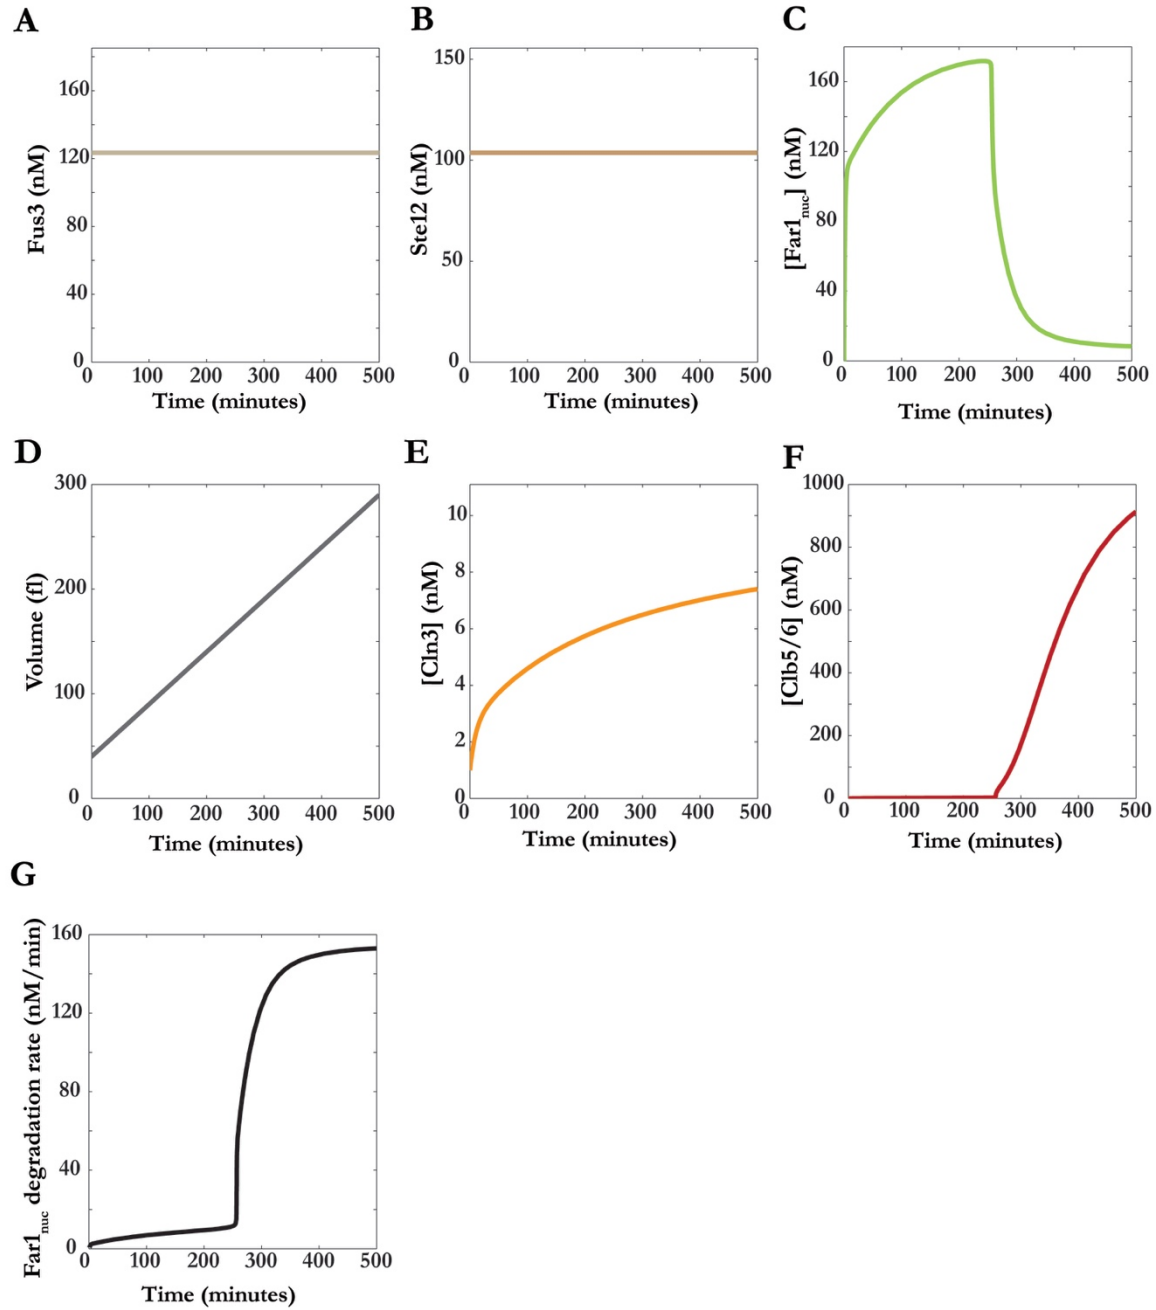 A
Fus3 (nM)
160
120
80
40
0
0 100 200 300 400 500
Time (minutes)
B
Ste12 (nM)
150
100
50
0
0 100 200 300 400 500
Time (minutes)
C
[Far1nuc] (nM)
160
120
80
40
0
0 100 200 300 400 500
Time (minutes)
D
Volume (fl)
300
200
100
0
0 100 200 300 400 500
Time (minutes)
E
[Cln3] (nM)
10
8
6
4
2
0
0 100 200 300 400 500
Time (minutes)
F
[Clb5/6] (nM)
1000
800
600
400
200
0
0 100 200 300 400 500
Time (minutes)
G
Far1nuc degradation rate (nM/min)
160
120
80
40
0
0 100 200 300 400 500
Time (minutes)